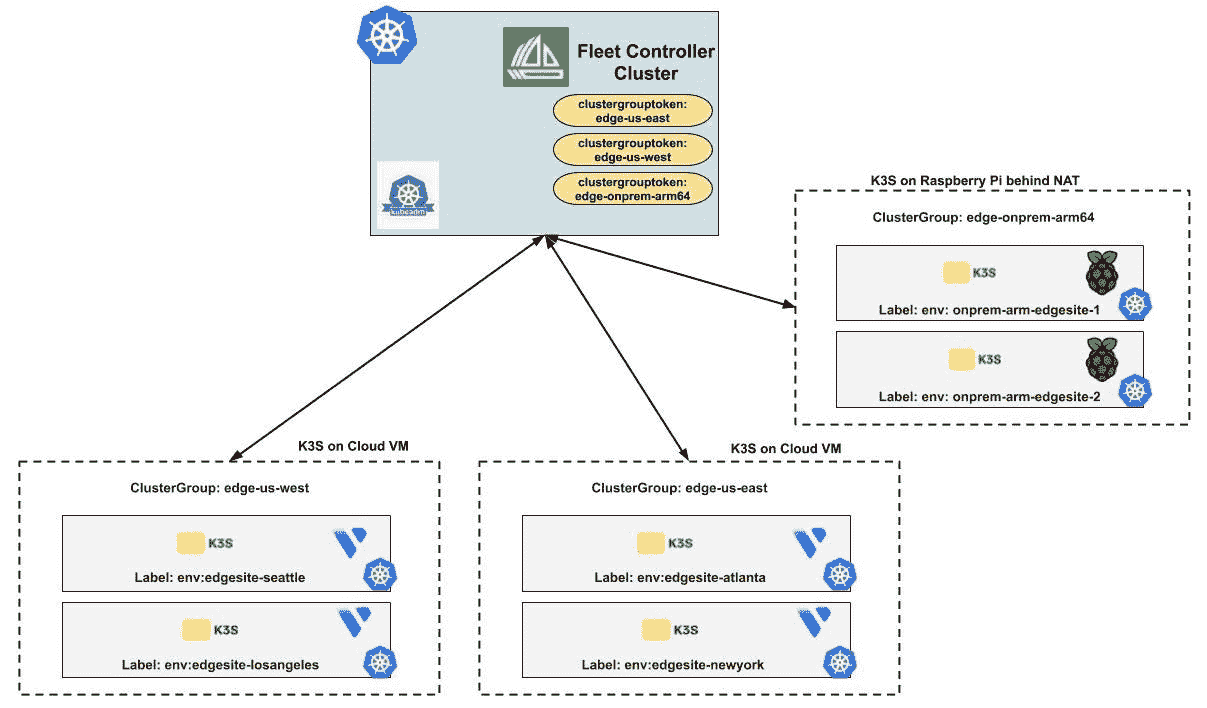 Fleet Controller
Cluster
clustergrouptoken:
edge-us-east
clustergrouptoken:
edge-us-west
clustergrouptoken:
edge-onprem-arm64
kubeadm
K3S on Raspberry Pi behind NAT
ClusterGroup: edge-onprem-arm64
K3S
Label: env: onprem-arm-edgesite-1
K3S
Label: env: onprem-arm-edgesite-2
K3S on Cloud VM
ClusterGroup: edge-us-west
K3S
Label: env:edgesite-seattle
K3S
Label: env:edgesite-losangeles
K3S on Cloud VM
ClusterGroup: edge-us-east
K3S
Label: env:edgesite-atlanta
K3S
Label: env:edgesite-newyork